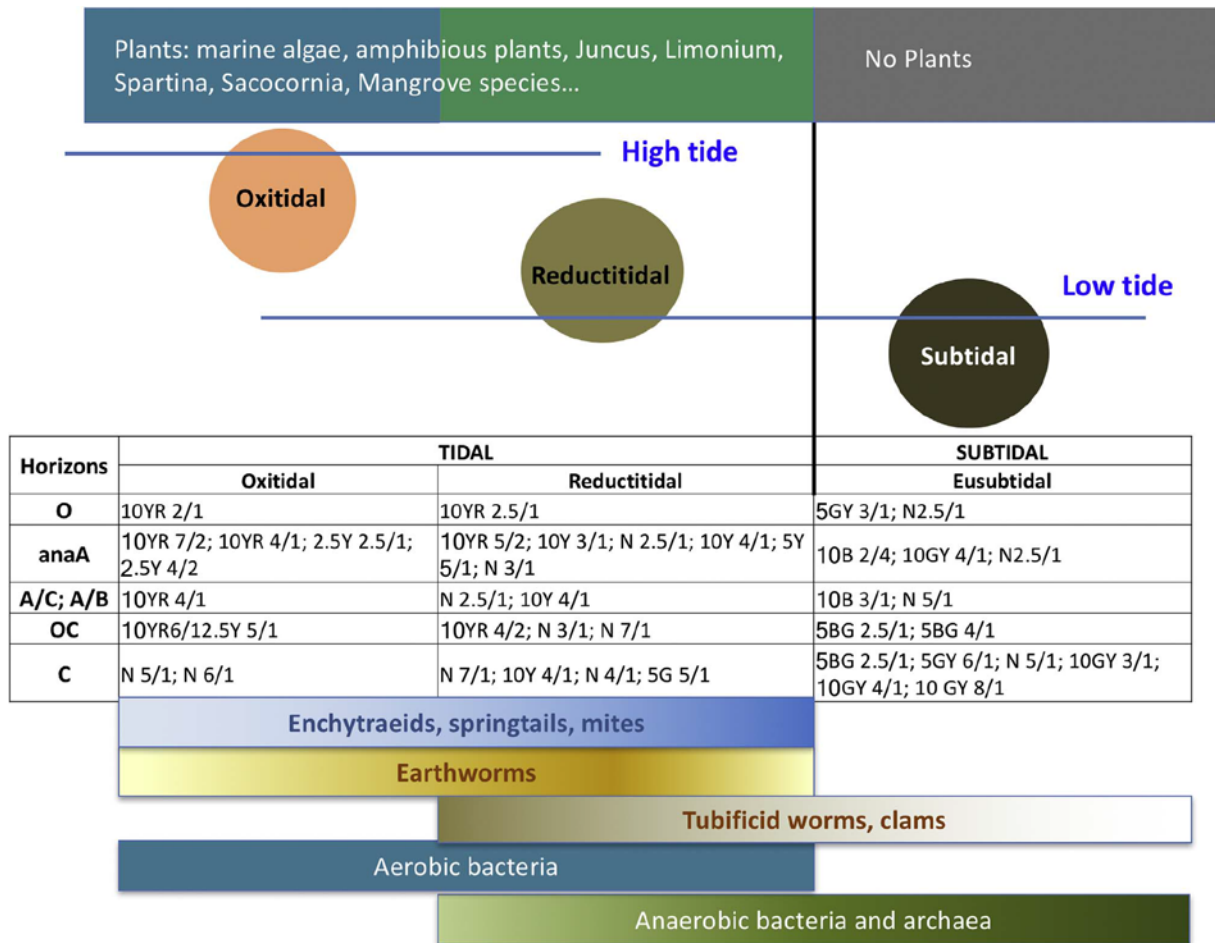 Plants: marine algae, amphibious plants, Juncus, Limonium,
Spartina, Sacocornia, Mangrove species...
No Plants
High tide
Oxitidal
Reductitidal
Low tide
Subtidal
Horizons
TIDAL
SUBTIDAL
Oxitidal
Reductitidal
Eusubtidal
O
10YR 2/1
10YR 2.5/1
5GY 3/1; N2.5/1
anaA
10YR 7/2; 10YR 4/1; 2.5Y 2.5/1;
2.5Y 4/2
10YR 5/2; 10Y 3/1; N 2.5/1; 10Y 4/1; 5Y
5/1; N 3/1
10B 2/4; 10GY 4/1; N2.5/1
A/C; A/B
10YR 4/1
N 2.5/1; 10Y 4/1
10B 3/1; N 5/1
OC
10YR6/12.5Y 5/1
10YR 4/2; N 3/1; N 7/1
5BG 2.5/1; 5BG 4/1
C
N 5/1; N 6/1
N 7/1; 10Y 4/1; N 4/1; 5G 5/1
5BG 2.5/1; 5GY 6/1; N 5/1; 10GY 3/1;
10GY 4/1; 10 GY 8/1
Enchytraeids, springtails, mites
Earthworms
Tubificid worms, clams
Aerobic bacteria
Anaerobic bacteria and archaea